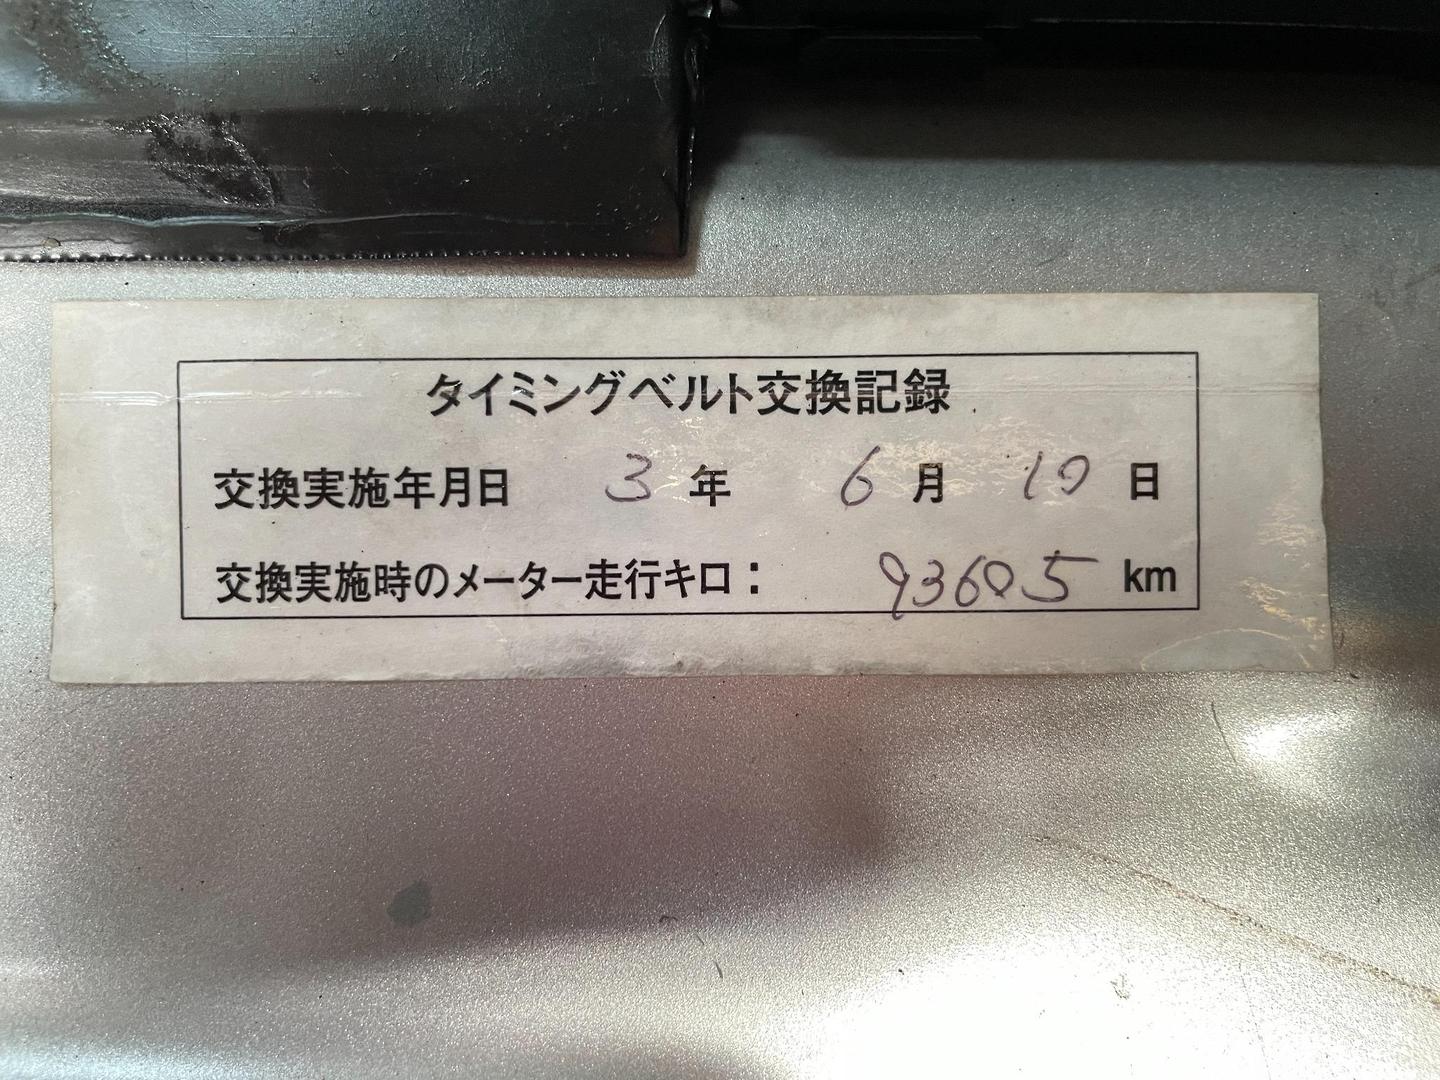 タイミングベルト交換記録
交換実施年月日 3 年 6 月 10 日
交換実施時のメーター走行キロ： 93605 km